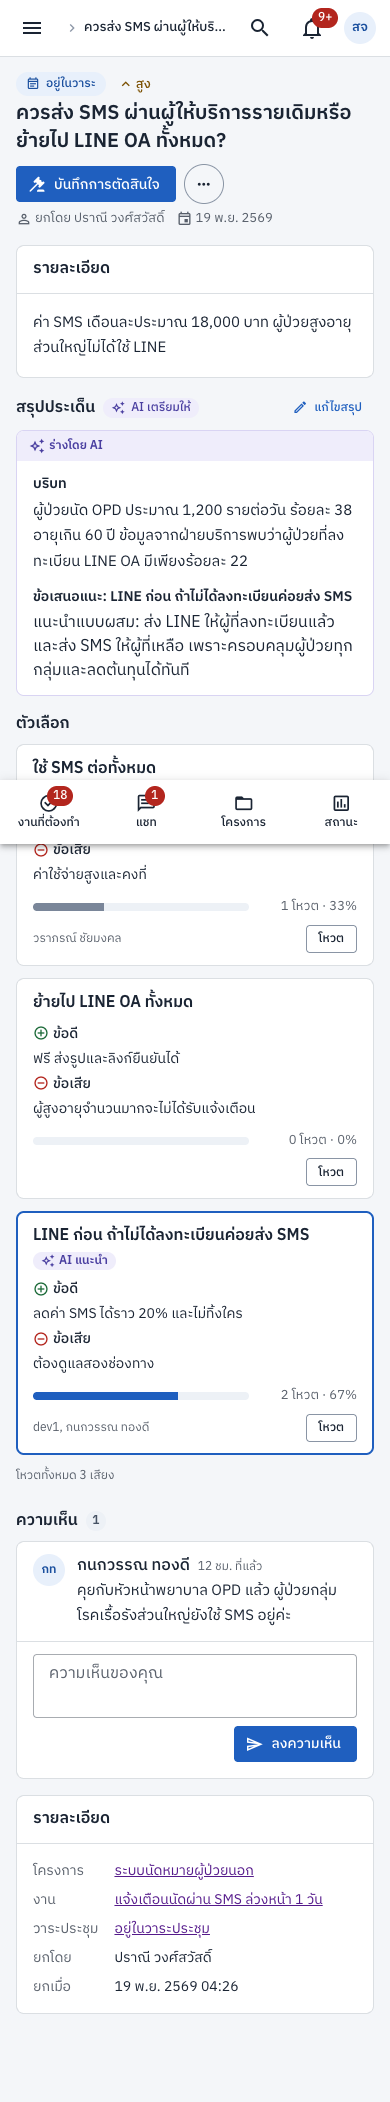 ควรส่ง SMS ผ่านผู้ให้บริ...
9+
สจ
อยู่ในวาระ
สูง
ควรส่ง SMS ผ่านผู้ให้บริการรายเดิมหรือ
ย้ายไป LINE OA ทั้งหมด?
บันทึกการตัดสินใจ
ยกโดย ปราณี วงศ์สวัสดิ์
19 พ.ย. 2569
รายละเอียด
ค่า SMS เดือนละประมาณ 18,000 บาท ผู้ป่วยสูงอายุ
ส่วนใหญ่ไม่ได้ใช้ LINE
สรุปประเด็น
AI เตรียมให้
แก้ไขสรุป
ร่างโดย AI
บริบท
ผู้ป่วยนัด OPD ประมาณ 1,200 รายต่อวัน ร้อยละ 38
อายุเกิน 60 ปี ข้อมูลจากฝ่ายบริการพบว่าผู้ป่วยที่ลง
ทะเบียน LINE OA มีเพียงร้อยละ 22
ข้อเสนอแนะ: LINE ก่อน ถ้าไม่ได้ลงทะเบียนค่อยส่ง SMS
แนะนำแบบผสม: ส่ง LINE ให้ผู้ที่ลงทะเบียนแล้ว
และส่ง SMS ให้ผู้ที่เหลือ เพราะครอบคลุมผู้ป่วยทุก
กลุ่มและลดต้นทุนได้ทันที
ตัวเลือก
ใช้ SMS ต่อทั้งหมด
18
งานที่ต้องทำ
1
แชท
โครงการ
สถานะ
ข้อเสีย
ค่าใช้จ่ายสูงและคงที่
1 โหวต · 33%
วราภรณ์ ชัยมงคล
โหวต
ย้ายไป LINE OA ทั้งหมด
ข้อดี
ฟรี ส่งรูปและลิงก์ยืนยันได้
ข้อเสีย
ผู้สูงอายุจำนวนมากจะไม่ได้รับแจ้งเตือน
0 โหวต · 0%
โหวต
LINE ก่อน ถ้าไม่ได้ลงทะเบียนค่อยส่ง SMS
AI แนะนำ
ข้อดี
ลดค่า SMS ได้ราว 20% และไม่ทิ้งใคร
ข้อเสีย
ต้องดูแลสองช่องทาง
2 โหวต · 67%
dev1, กนกวรรณ ทองดี
โหวต
โหวตทั้งหมด 3 เสียง
ความเห็น
1
กท
กนกวรรณ ทองดี
12 ชม. ที่แล้ว
คุยกับหัวหน้าพยาบาล OPD แล้ว ผู้ป่วยกลุ่ม
โรคเรื้อรังส่วนใหญ่ยังใช้ SMS อยู่ค่ะ
ความเห็นของคุณ
ลงความเห็น
รายละเอียด
โครงการ
ระบบนัดหมายผู้ป่วยนอก
งาน
แจ้งเตือนนัดผ่าน SMS ล่วงหน้า 1 วัน
วาระประชุม
อยู่ในวาระประชุม
ยกโดย
ปราณี วงศ์สวัสดิ์
ยกเมื่อ
19 พ.ย. 2569 04:26